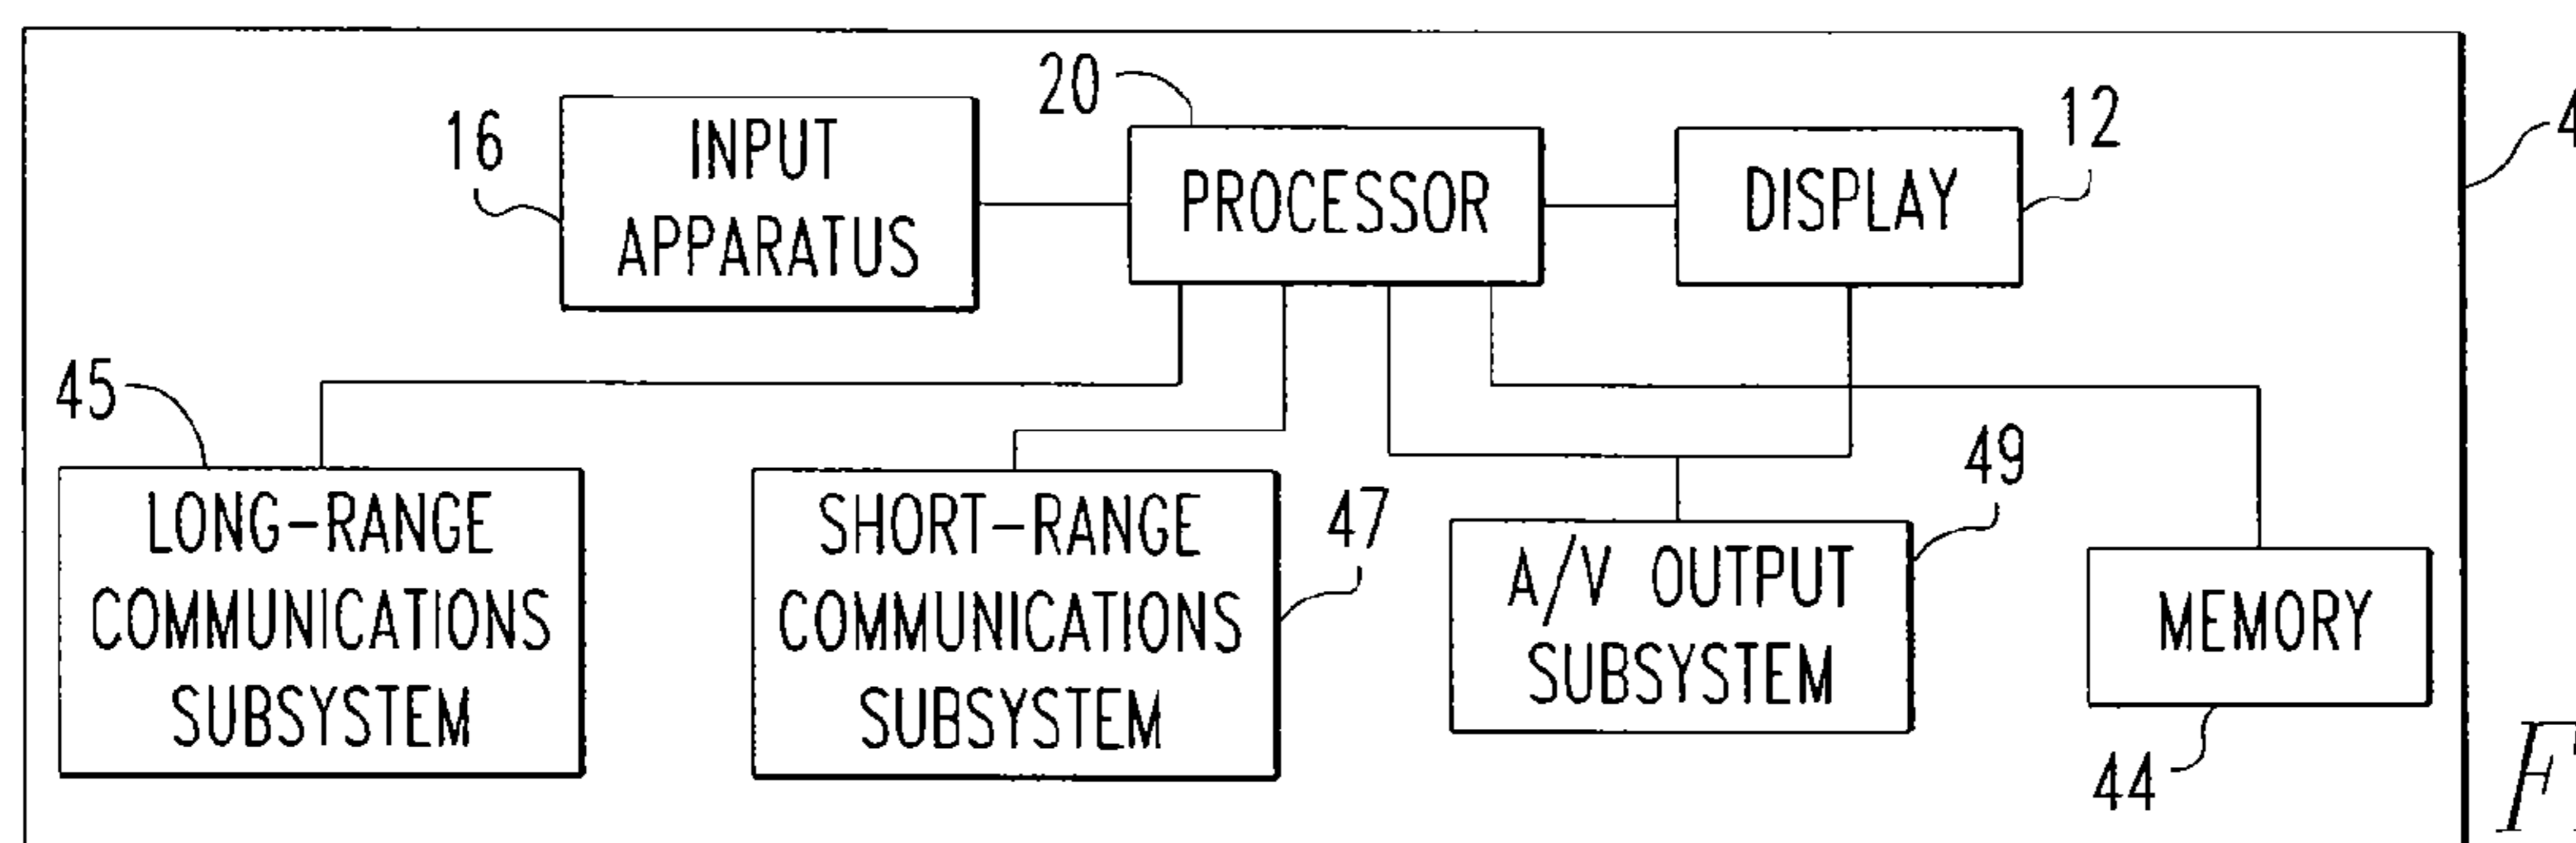 20
16
INPUT
APPARATUS
PROCESSOR
DISPLAY
12
4
45
LONG-RANGE
COMMUNICATIONS
SUBSYSTEM
SHORT-RANGE
COMMUNICATIONS
SUBSYSTEM
47
A/V OUTPUT
SUBSYSTEM
49
MEMORY
44